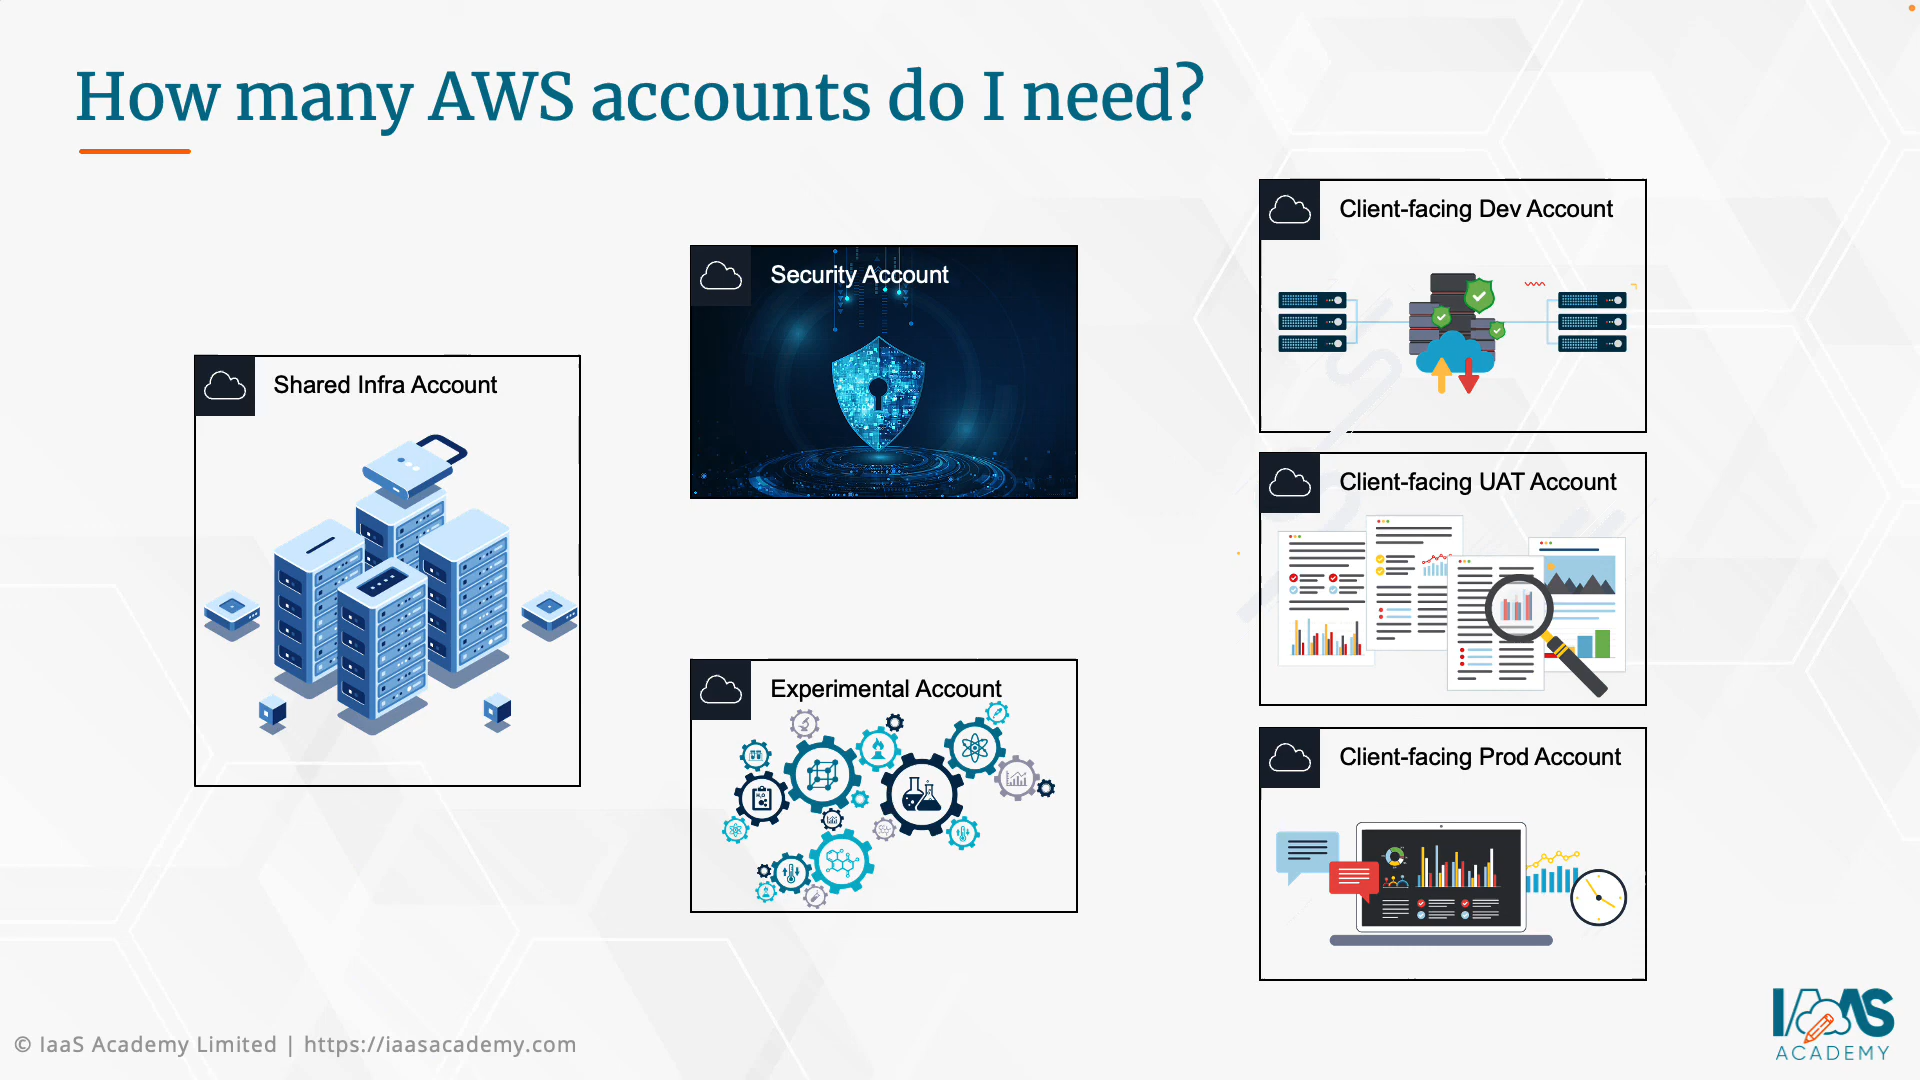 How many AWS accounts do I need?
Shared Infra Account
Security Account
Experimental Account
Client-facing Dev Account
Client-facing UAT Account
Client-facing Prod Account
© IaaS Academy Limited | https://iaasacademy.com
IAAS
ACADEMY